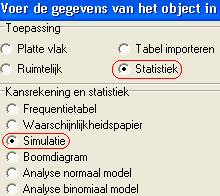 Voer de gegevens van het object in
Toepassing
Platte vlak
Tabel importeren
Ruimtelijk
Statistiek
Kansrekening en statistiek
Frequentietabel
Waarschijnlijkheidspapier
Simulatie
Boomdiagram
Analyse normaal model
Analyse binomiaal model